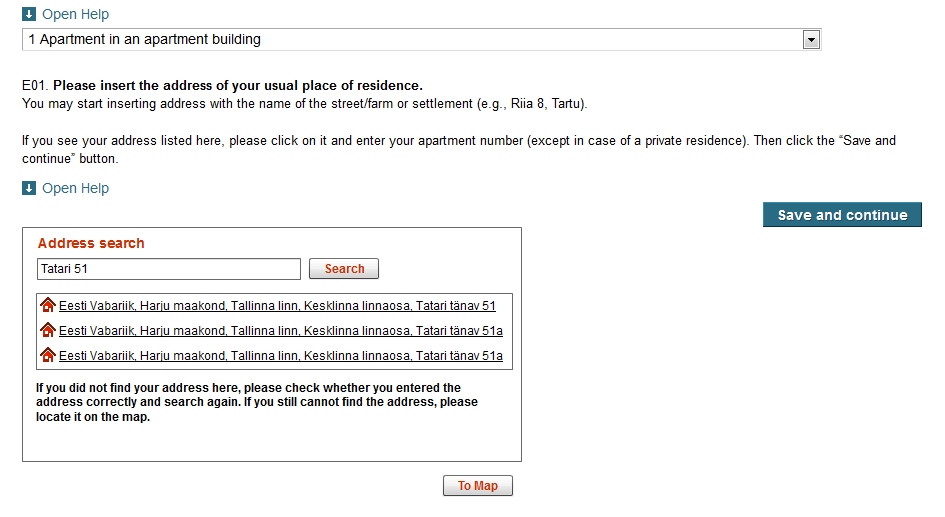 Open Help
1 Apartment in an apartment building
E01. Please insert the address of your usual place of residence.
You may start inserting address with the name of the street/farm or settlement (e.g., Riia 8, Tartu).
If you see your address listed here, please click on it and enter your apartment number (except in case of a private residence). Then click the “Save and
continue” button.
Open Help
Save and continue
Address search
Tatari 51
Search
Eesti Vabariik, Harju maakond, Tallinna linn, Kesklinna linnaosa, Tatari tänav 51
Eesti Vabariik, Harju maakond, Tallinna linn, Kesklinna linnaosa, Tatari tänav 51a
Eesti Vabariik, Harju maakond, Tallinna linn, Kesklinna linnaosa, Tatari tänav 51a
If you did not find your address here, please check whether you entered the
address correctly and search again. If you still cannot find the address, please
locate it on the map.
To Map